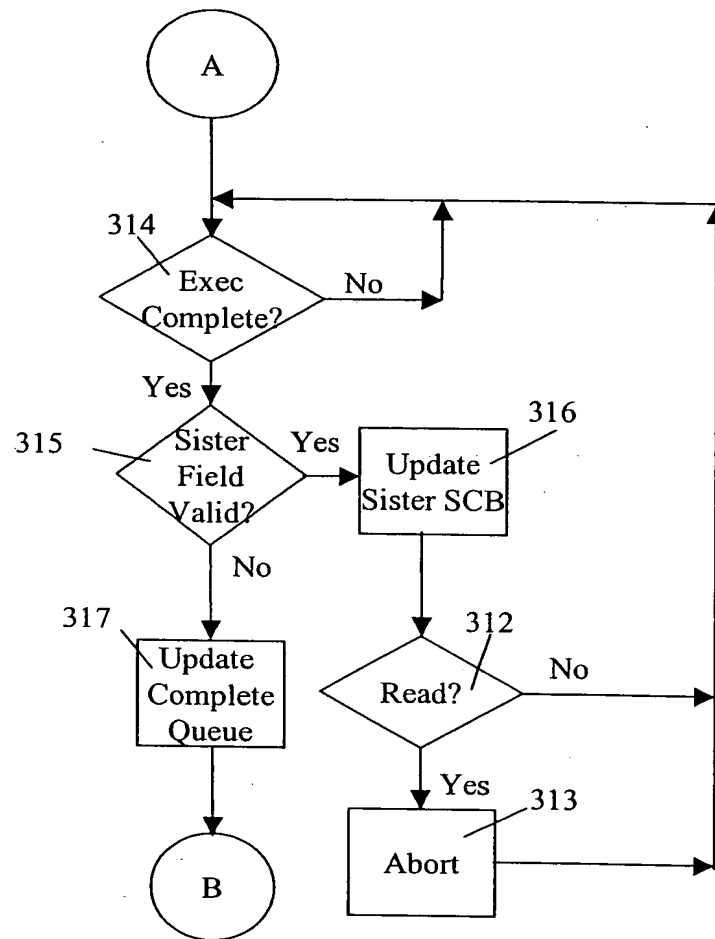 A
314
Exec
Complete?
No
Yes
315
Sister
Field
Valid?
Yes
316
Update
Sister SCB
No
317
Update
Complete
Queue
312
Read?
No
Yes
313
Abort
B